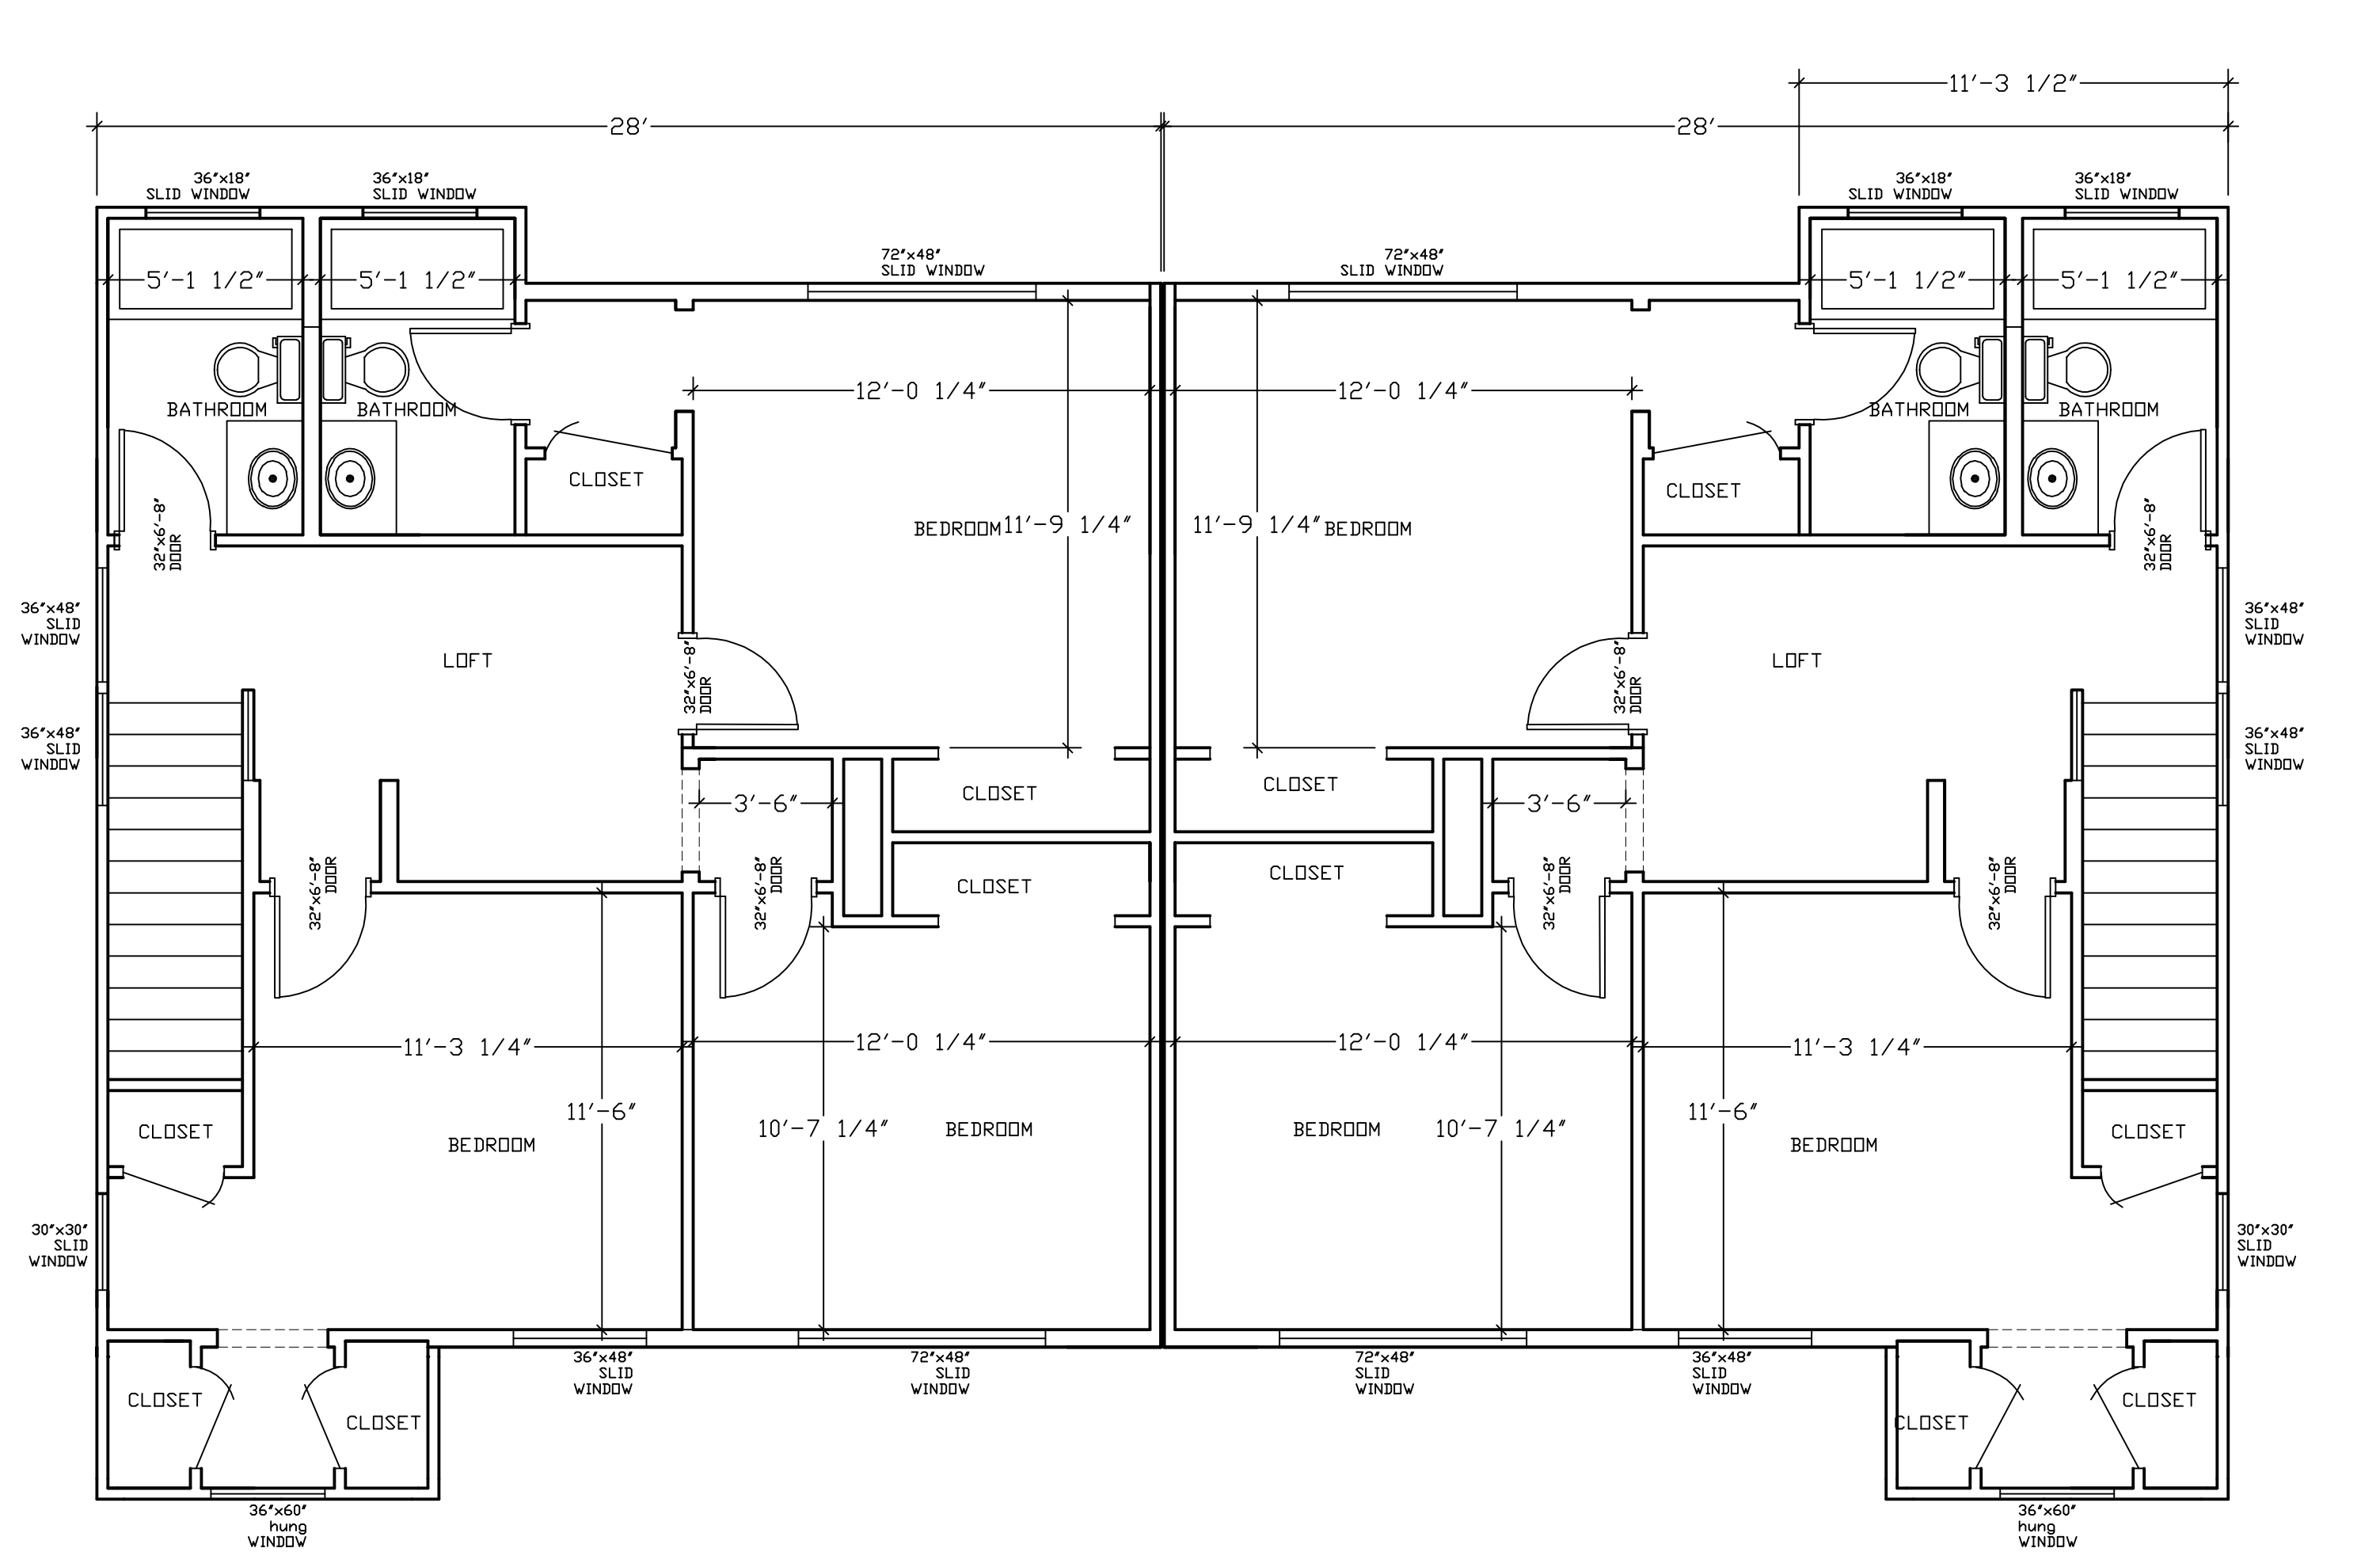 11'-3 1/2"
28'
28'
36"x18"
SLID WINDOW
36"x18"
SLID WINDOW
36"x18"
SLID WINDOW
36"x18"
SLID WINDOW
72"x48"
SLID WINDOW
72"x48"
SLID WINDOW
5'-1 1/2"
5'-1 1/2"
5'-1 1/2"
5'-1 1/2"
12'-0 1/4"
12'-0 1/4"
BATHROOM
BATHROOM
BATHROOM
BATHROOM
CLOSET
CLOSET
BEDROOM
11'-9 1/4"
11'-9 1/4"
BEDROOM
32"x6'-8"
DOOR
32"x6'-8"
DOOR
36"x48"
SLID
WINDOW
36"x48"
SLID
WINDOW
LOFT
LOFT
32"x6'-8"
DOOR
32"x6'-8"
DOOR
36"x48"
SLID
WINDOW
36"x48"
SLID
WINDOW
CLOSET
CLOSET
3'-6"
3'-6"
32"x6'-8"
DOOR
32"x6'-8"
DOOR
CLOSET
CLOSET
32"x6'-8"
DOOR
32"x6'-8"
DOOR
11'-3 1/4"
12'-0 1/4"
12'-0 1/4"
11'-3 1/4"
11'-6"
11'-6"
CLOSET
BEDROOM
10'-7 1/4"
BEDROOM
BEDROOM
10'-7 1/4"
BEDROOM
CLOSET
30"x30"
SLID
WINDOW
30"x30"
SLID
WINDOW
36"x48"
SLID
WINDOW
72"x48"
SLID
WINDOW
72"x48"
SLID
WINDOW
36"x48"
SLID
WINDOW
CLOSET
CLOSET
CLOSET
CLOSET
36"x60"
hung
WINDOW
36"x60"
hung
WINDOW